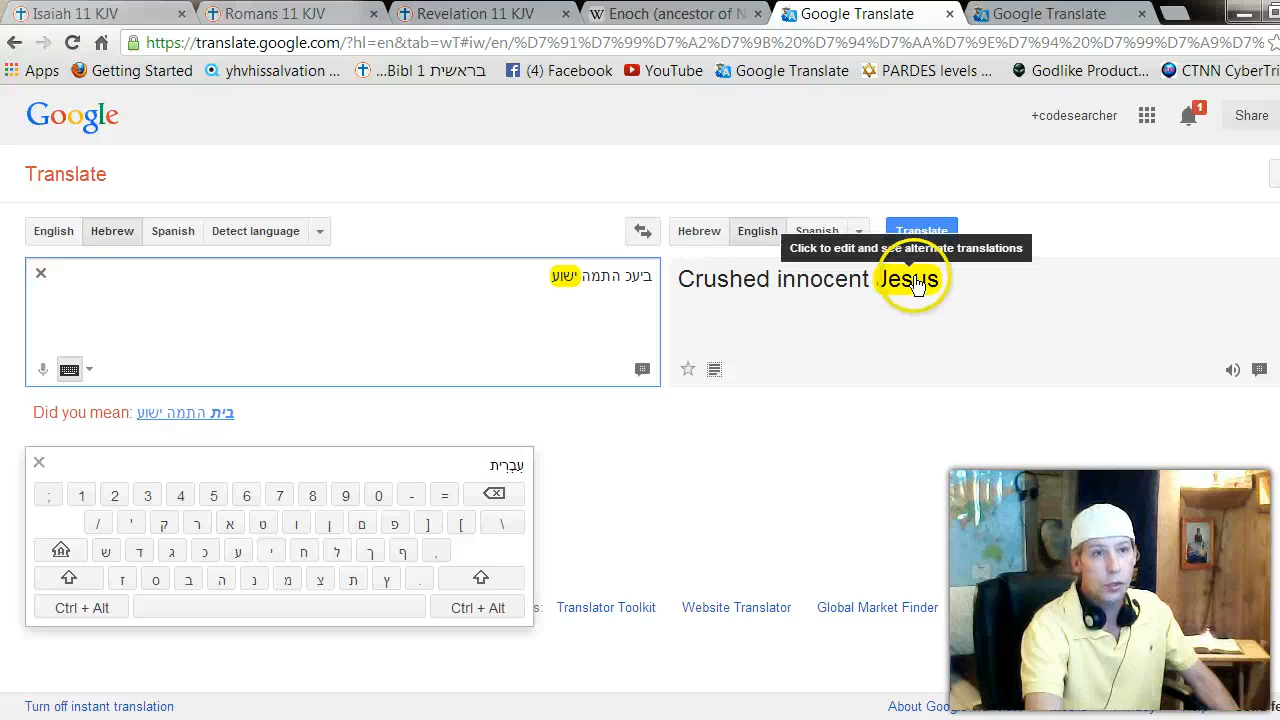 Isaiah 11 KJV
Romans 11 KJV
Revelation 11 KJV
Enoch (ancestor of N
Google Translate
Google Translate
https://translate.google.com/?hl=en&tab=wT#iw/en/%D7%91%D7%99%D7%A2%D7%9B%20%D7%94%D7%AA%D7%9E%D7%94%20%D7%99%D7%A9%D7%
Apps
Getting Started
yhvhissalvation ...
בראשית 1 Bibl...
(4) Facebook
YouTube
Google Translate
PARDES levels ...
Godlike Product...
CTNN CyberTri
Google
+codesearcher
1
Share
Translate
English
Hebrew
Spanish
Detect language
Hebrew
English
Spanish
Translate
Click to edit and see alternate translations
ביעכ התמה ישוע
Crushed innocent Jesus
Did you mean: בית התמה ישוע
עִבְרִית
; 1 2 3 4 5 6 7 8 9 0 - =
/ ' ק ר א ט ו ן ם פ ] [ \
ש ד ג כ ע י ח ל ך ף ,
ז ס ב ה נ מ צ ת ץ .
Ctrl + Alt
Ctrl + Alt
s:
Translator Toolkit
Website Translator
Global Market Finder
Turn off instant translation
About Google